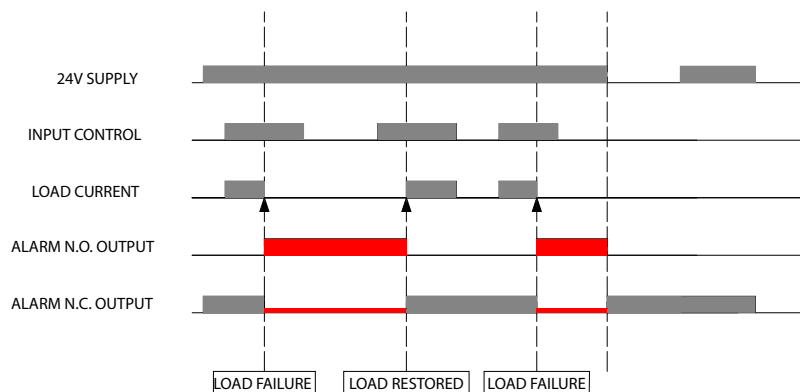 24V SUPPLY
INPUT CONTROL
LOAD CURRENT
ALARM N.O. OUTPUT
ALARM N.C. OUTPUT
LOAD FAILURE LOAD RESTORED LOAD FAILURE